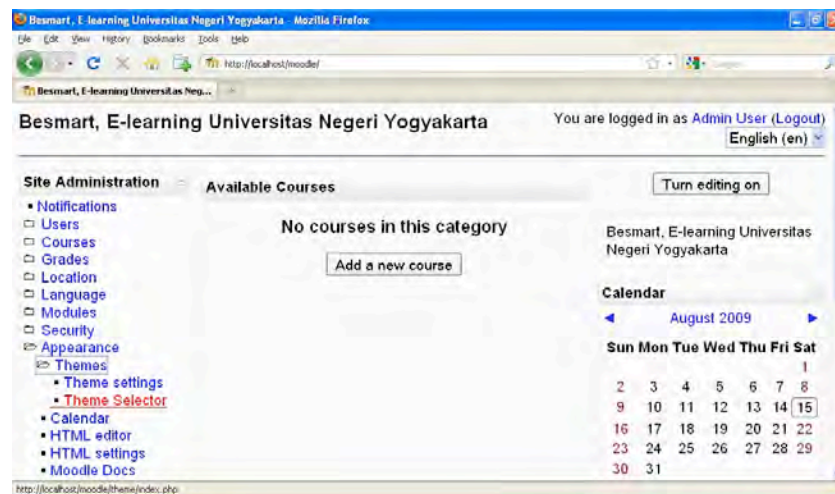 Besmart, E-learning Universitas Negeri Yogyakarta - Mozilla Firefox
File Edit View History Bookmarks Tools Help
http://localhost/moodle/
Besmart, E-learning Universitas Neg...
Besmart, E-learning Universitas Negeri Yogyakarta
You are logged in as Admin User (Logout)
English (en)
Site Administration
Notifications
Users
Courses
Grades
Location
Language
Modules
Security
Appearance
Themes
Theme settings
Theme Selector
Calendar
HTML editor
HTML settings
Moodle Docs
Available Courses
No courses in this category
Add a new course
Turn editing on
Besmart, E-learning Universitas
Negeri Yogyakarta
Calendar
August 2009
Sun Mon Tue Wed Thu Fri Sat
1
2 3 4 5 6 7 8
9 10 11 12 13 14 15
16 17 18 19 20 21 22
23 24 25 26 27 28 29
30 31
http://localhost/moodle/theme/index.php